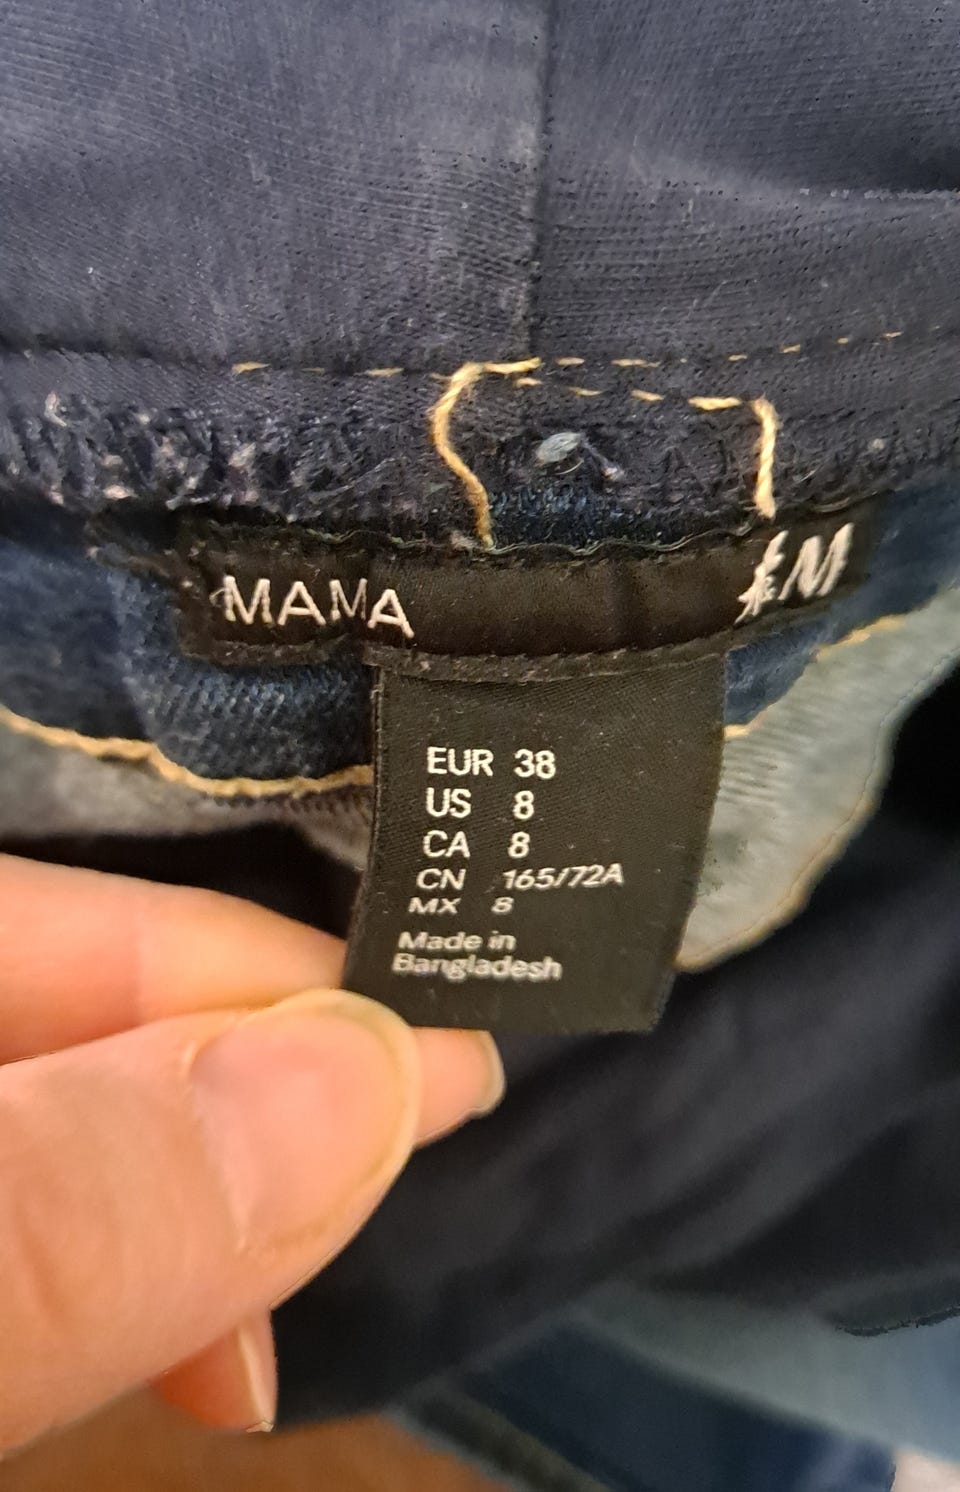 MAMA H&M
EUR 38
US 8
CA 8
CN 165/72A
MX 8
Made in
Bangladesh